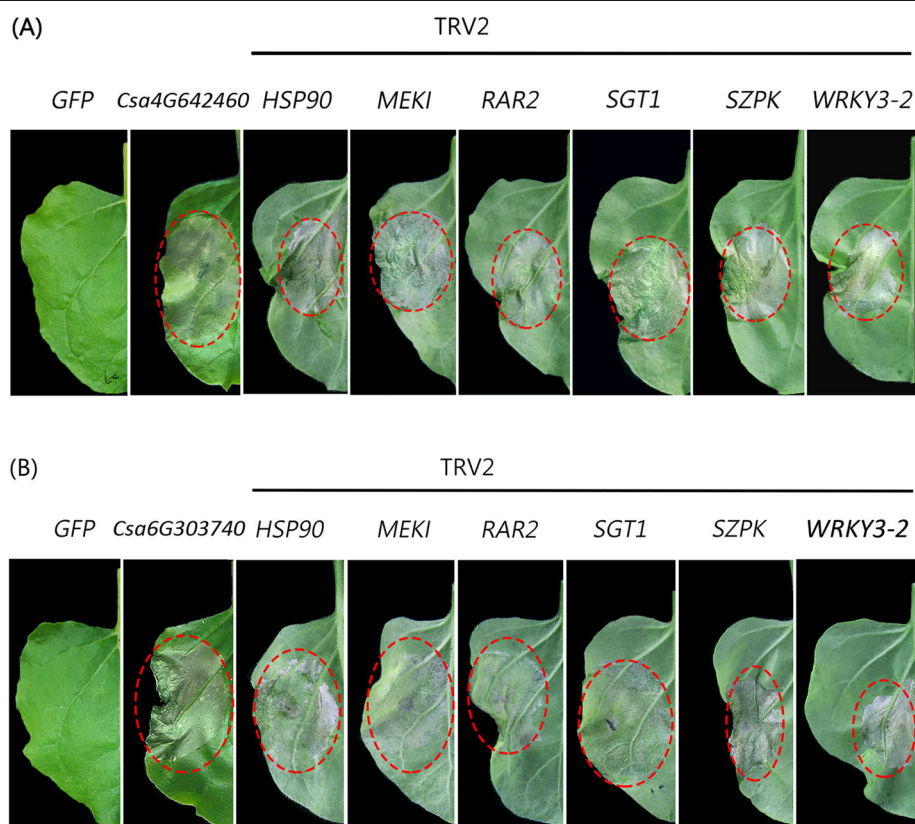 (A)
TRV2
GFP Csa4G642460 HSP90 MEKI RAR2 SGT1 SZPK WRKY3-2
(B)
TRV2
GFP Csa6G303740 HSP90 MEKI RAR2 SGT1 SZPK WRKY3-2